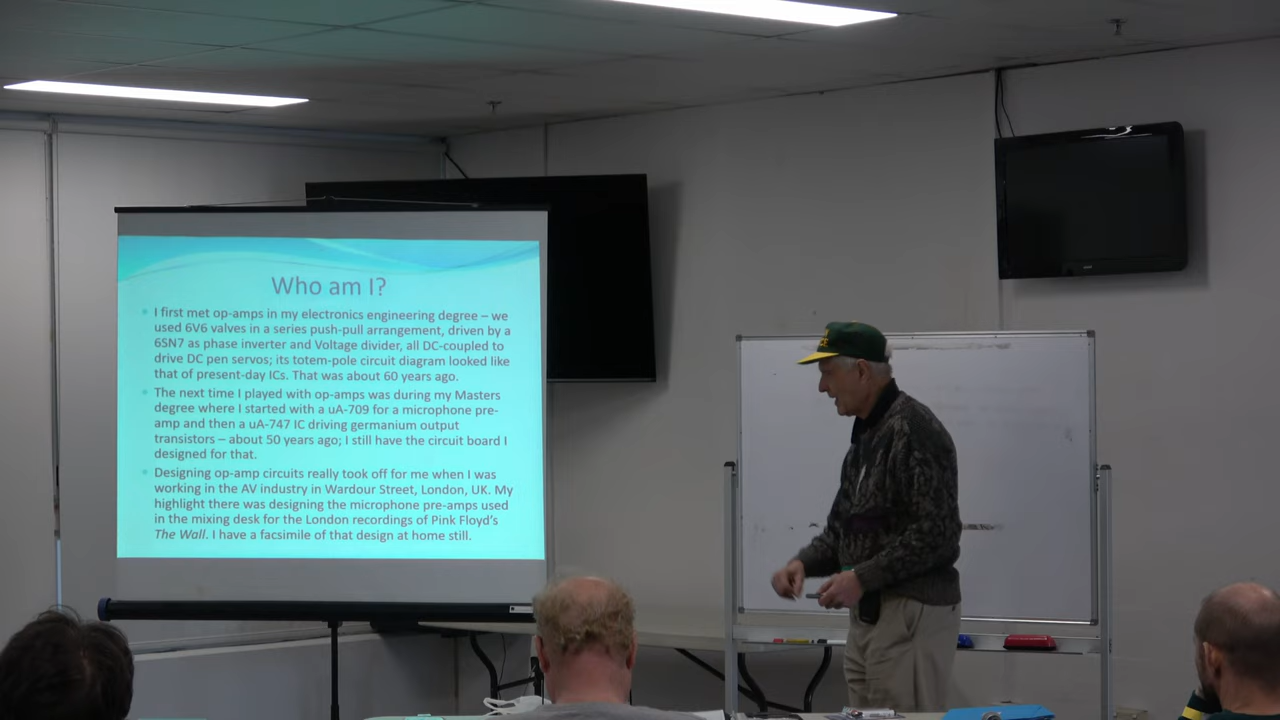 Who am I?
I first met op-amps in my electronics engineering degree – we
used 6V6 valves in a series push-pull arrangement, driven by a
6SN7 as phase inverter and Voltage divider, all DC-coupled to
drive DC pen servos; its totem-pole circuit diagram looked like
that of present-day ICs. That was about 60 years ago.
The next time I played with op-amps was during my Masters
degree where I started with a uA-709 for a microphone pre-
amp and then a uA-747 IC driving germanium output
transistors – about 50 years ago; I still have the circuit board I
designed for that.
Designing op-amp circuits really took off for me when I was
working in the AV industry in Wardour Street, London, UK. My
highlight there was designing the microphone pre-amps used
in the mixing desk for the London recordings of Pink Floyd's
The Wall. I have a facsimile of that design at home still.